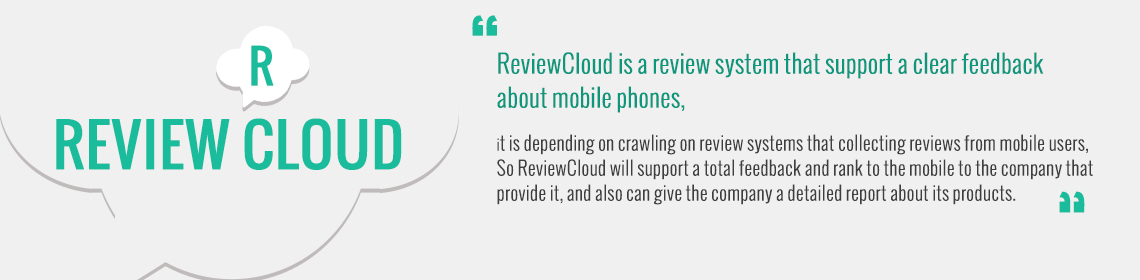 R
REVIEW CLOUD
“
ReviewCloud is a review system that support a clear feedback
about mobile phones,
it is depending on crawling on review systems that collecting reviews from mobile users,
So ReviewCloud will support a total feedback and rank to the mobile to the company that
provide it, and also can give the company a detailed report about its products.
“